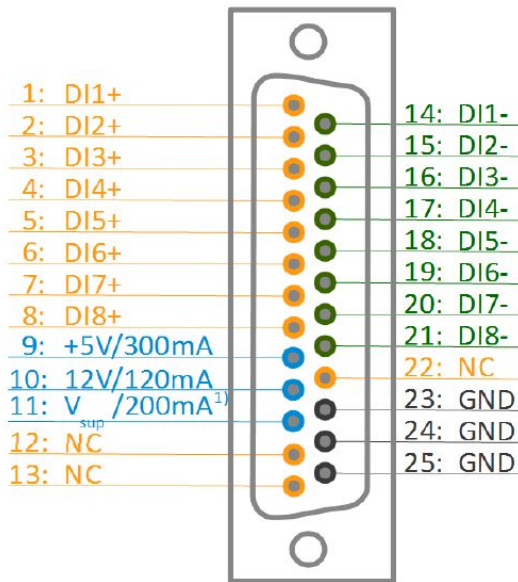 1: DI1+
2: DI2+
3: DI3+
4: DI4+
5: DI5+
6: DI6+
7: DI7+
8: DI8+
9: +5V/300mA
10: 12V/120mA
11: Vsup /200mA1)
12: NC
13: NC
14: DI1-
15: DI2-
16: DI3-
17: DI4-
18: DI5-
19: DI6-
20: DI7-
21: DI8-
22: NC
23: GND
24: GND
25: GND